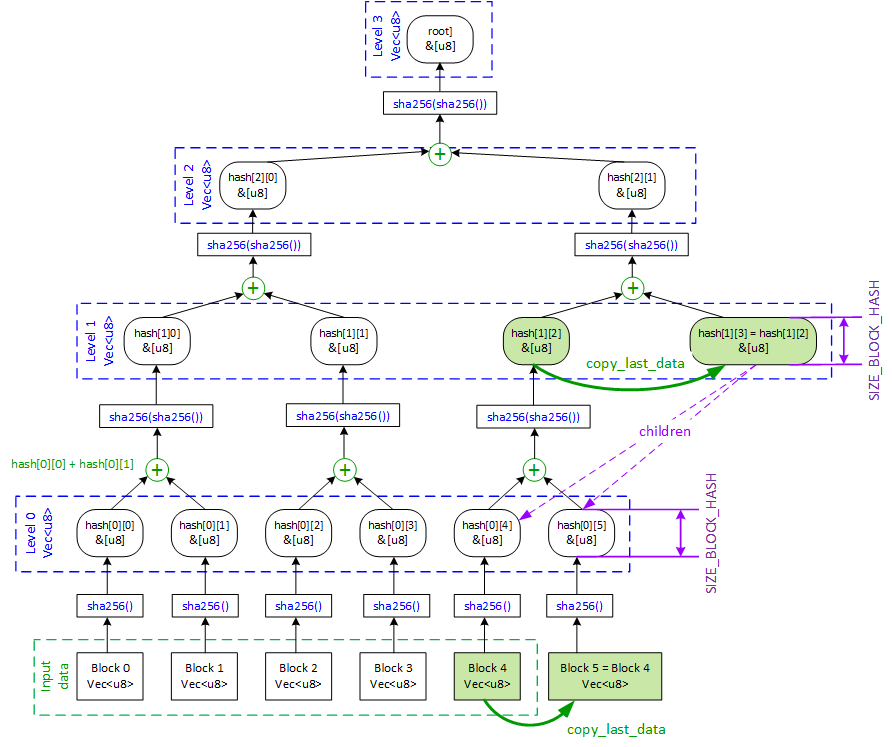 Level 3
Vec<u8>
root]
&[u8]
sha256(sha256())
+
Level 2
Vec<u8>
hash[2][0]
&[u8]
hash[2][1]
&[u8]
sha256(sha256())
sha256(sha256())
+
+
Level 1
Vec<u8>
hash[1]0]
&[u8]
hash[1][1]
&[u8]
hash[1][2]
&[u8]
hash[1][3] = hash[1][2]
&[u8]
SIZE_BLOCK_HASH
copy_last_data
sha256(sha256())
sha256(sha256())
sha256(sha256())
children
hash[0][0] + hash[0][1]
+
+
+
Level 0
Vec<u8>
hash[0][0]
&[u8]
hash[0][1]
&[u8]
hash[0][2]
&[u8]
hash[0][3]
&[u8]
hash[0][4]
&[u8]
hash[0][5]
&[u8]
SIZE_BLOCK_HASH
sha256()
sha256()
sha256()
sha256()
sha256()
sha256()
Input
data
Block 0
Vec<u8>
Block 1
Vec<u8>
Block 2
Vec<u8>
Block 3
Vec<u8>
Block 4
Vec<u8>
Block 5 = Block 4
Vec<u8>
copy_last_data